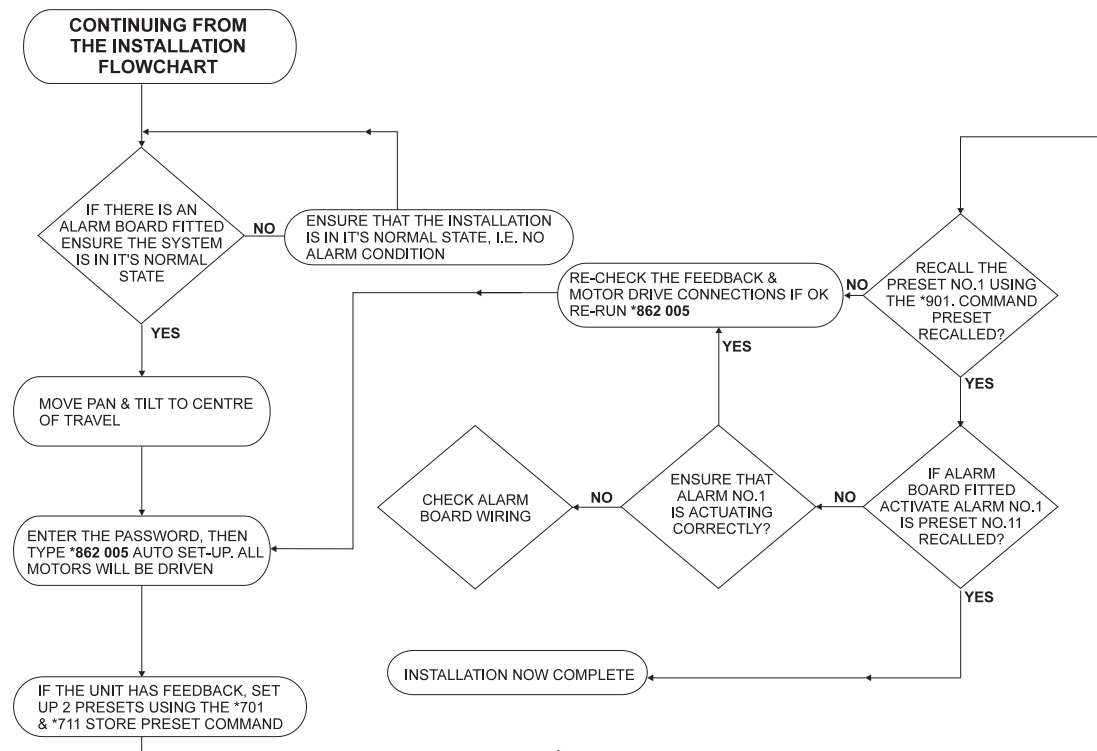 CONTINUING FROM
THE INSTALLATION
FLOWCHART
IF THERE IS AN
ALARM BOARD FITTED
ENSURE THE SYSTEM
IS IN IT'S NORMAL
STATE
NO
ENSURE THAT THE INSTALLATION
IS IN IT'S NORMAL STATE, I.E. NO
ALARM CONDITION
YES
MOVE PAN & TILT TO CENTRE
OF TRAVEL
ENTER THE PASSWORD, THEN
TYPE *862 005 AUTO SET-UP. ALL
MOTORS WILL BE DRIVEN
IF THE UNIT HAS FEEDBACK, SET
UP 2 PRESETS USING THE *701
& *711 STORE PRESET COMMAND
RECALL THE
PRESET NO.1 USING
THE *901. COMMAND
PRESET
RECALLED?
NO
RE-CHECK THE FEEDBACK &
MOTOR DRIVE CONNECTIONS IF OK
RE-RUN *862 005
YES
YES
IF ALARM
BOARD FITTED
ACTIVATE ALARM NO.1
IS PRESET NO.11
RECALLED?
NO
ENSURE THAT
ALARM NO.1
IS ACTUATING
CORRECTLY?
NO
CHECK ALARM
BOARD WIRING
YES
INSTALLATION NOW COMPLETE